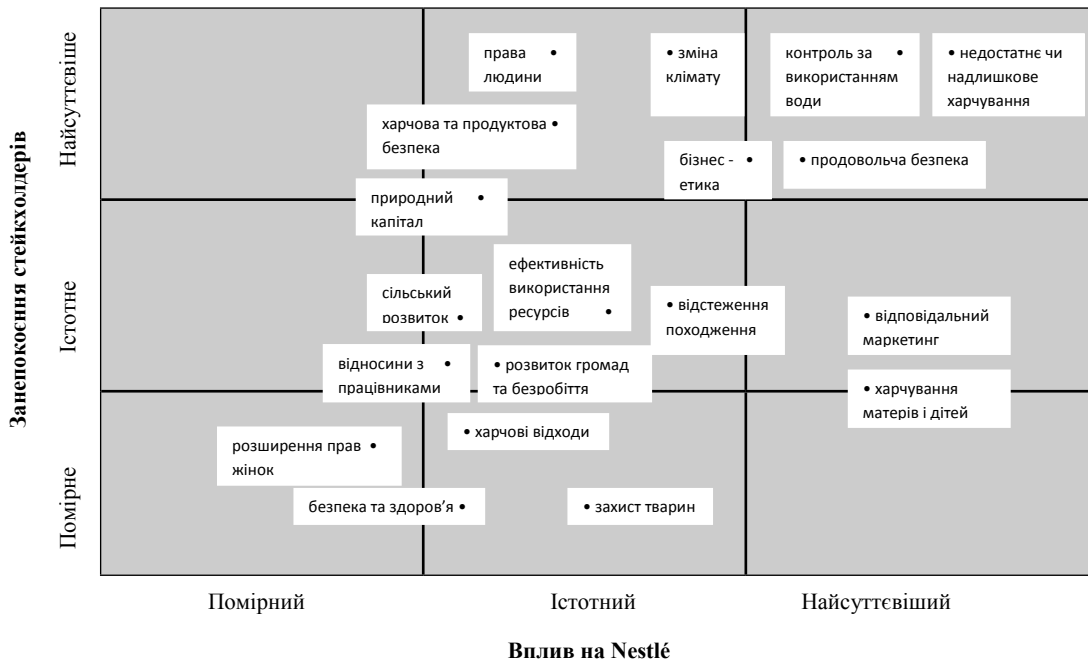 Занепокоєння стейкхолдерів
Найсуттєвіше
Істотне
Помірне
права •
людини
• зміна
клімату
контроль за •
використанням
води
• недостатнє чи
надлишкове
харчування
харчова та продуктова •
безпека
бізнес - •
етика
• продовольча безпека
природний •
капітал
ефективність
використання
ресурсів •
сільський
розвиток •
• відстеження
походження
• відповідальний
маркетинг
відносини з •
працівниками
• розвиток громад
та безробіття
• харчування
матерів і дітей
• харчові відходи
розширення прав •
жінок
безпека та здоров’я •
• захист тварин
Помірний
Істотний
Найсуттєвіший
Вплив на Nestlé